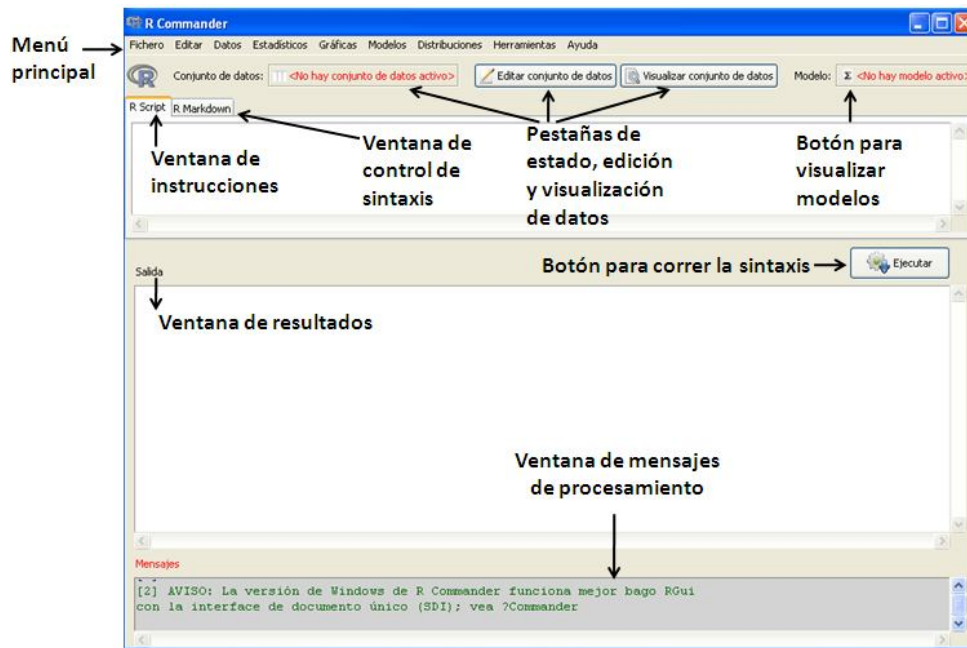 R Commander
Menú
principal
Fichero Editar Datos Estadísticos Gráficas Modelos Distribuciones Herramientas Ayuda
R Conjunto de datos: <No hay conjunto de datos activo> Editar conjunto de datos Visualizar conjunto de datos Modelo: Σ <No hay modelo activo>
R Script R Markdown
Ventana de
instrucciones
Ventana de
control de
sintaxis
Pestañas de
estado, edición
y visualización
de datos
Botón para
visualizar
modelos
Botón para correr la sintaxis
Ejecutar
Salida
Ventana de resultados
Ventana de mensajes
de procesamiento
Mensajes
[2] AVISO: La versión de Windows de R Commander funciona mejor bago RGui
con la interface de documento único (SDI); vea ?Commander